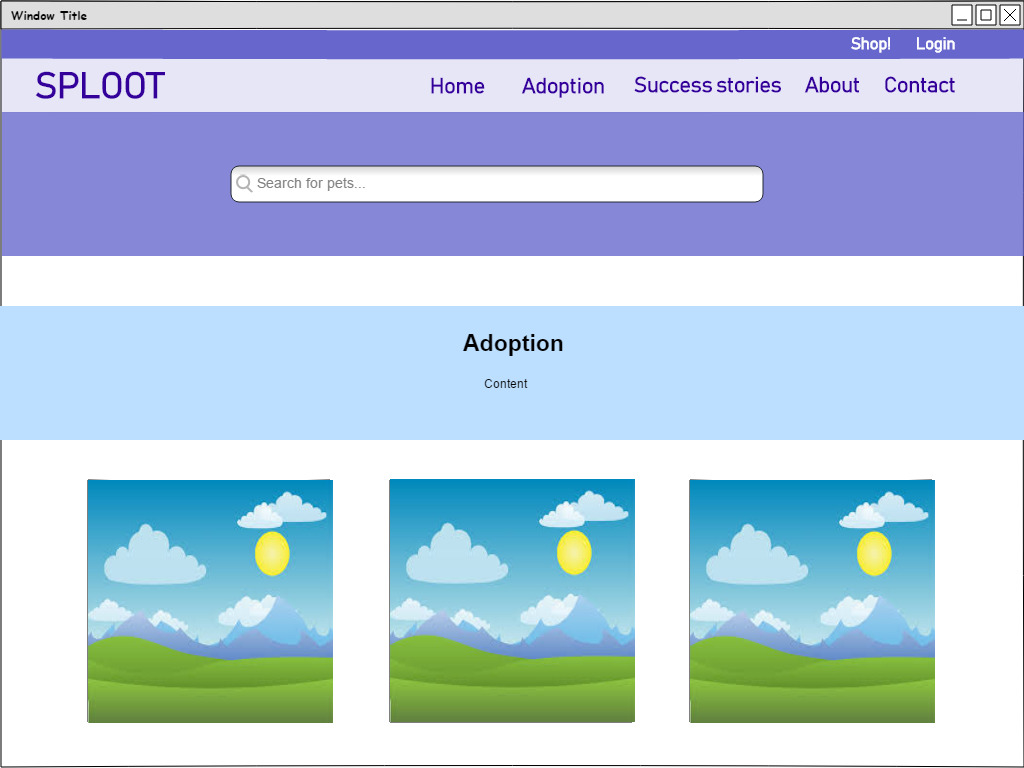 Window Title
Shop! Login
SPLOOT Home Adoption Success stories About Contact
Search for pets...
Adoption
Content